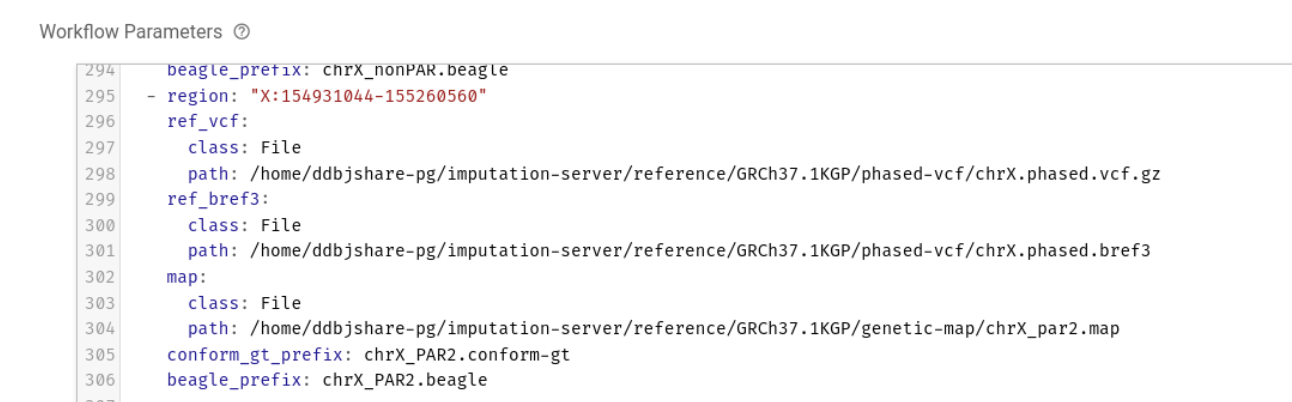 Workflow Parameters
294 beagle_prefix: chrX_nonPAR.beagle
295 - region: "X:154931044-155260560"
296 ref_vcf:
297 class: File
298 path: /home/ddbjshare-pg/imputation-server/reference/GRCh37.1KGP/phased-vcf/chrX.phased.vcf.gz
299 ref_bref3:
300 class: File
301 path: /home/ddbjshare-pg/imputation-server/reference/GRCh37.1KGP/phased-vcf/chrX.phased.bref3
302 map:
303 class: File
304 path: /home/ddbjshare-pg/imputation-server/reference/GRCh37.1KGP/genetic-map/chrX_par2.map
305 conform_gt_prefix: chrX_PAR2.conform-gt
306 beagle_prefix: chrX_PAR2.beagle